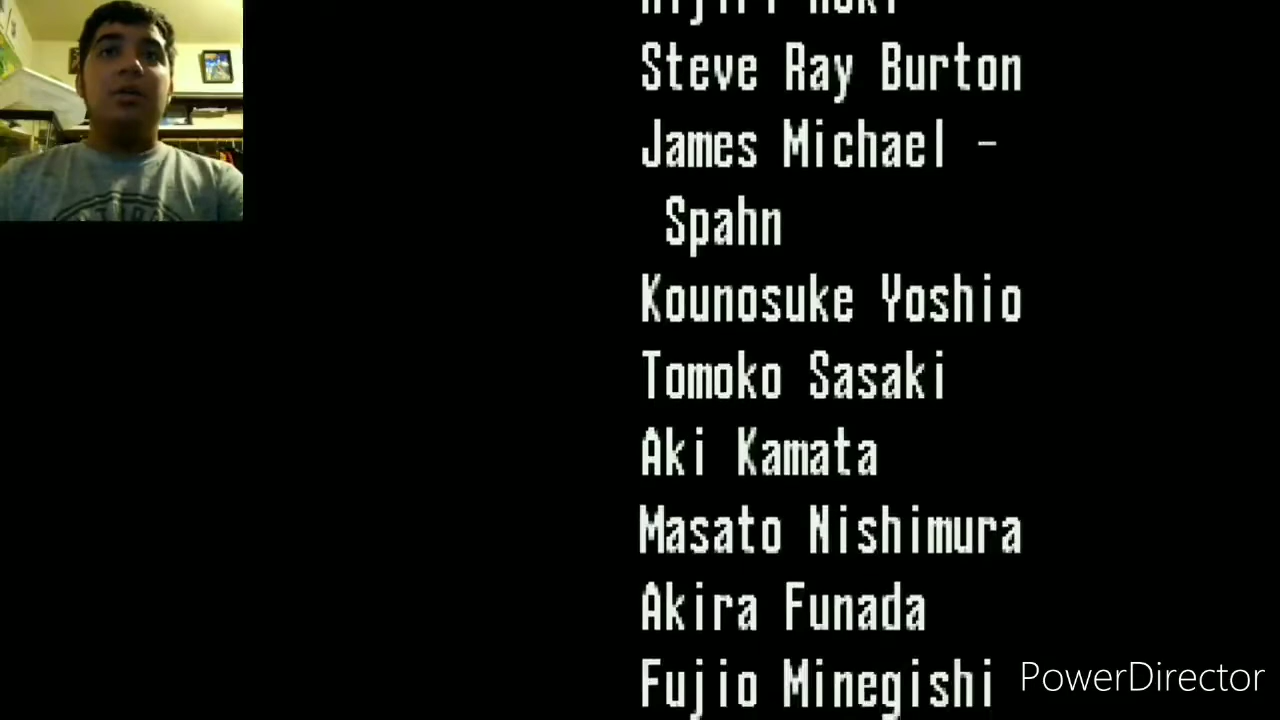 Steve Ray Burton
James Michael -
Spahn
Kounosuke Yoshio
Tomoko Sasaki
Aki Kamata
Masato Nishimura
Akira Funada
Fujio Minegishi
PowerDirector